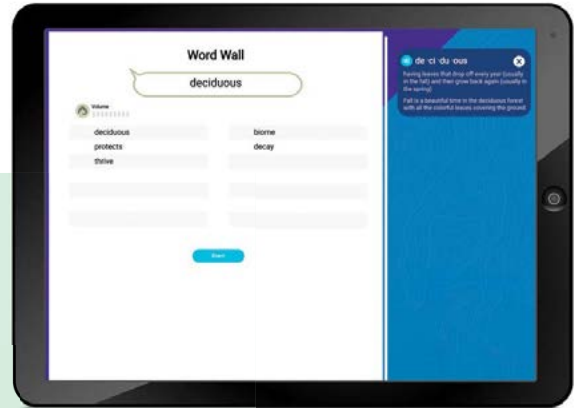 Word Wall
deciduous
Volume
deciduous
biome
protects
decay
thrive
Start
de·ci·du·ous
having leaves that drop off every year (usually
in the fall) and then grow back again (usually in
the spring)
Fall is a beautiful time in the deciduous forest
with all the colorful leaves covering the ground